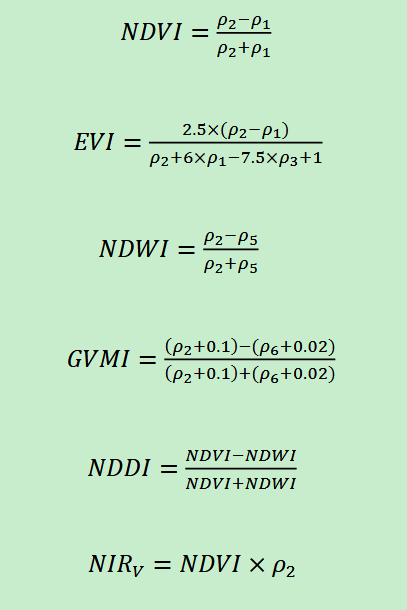 NDVI = (ρ₂−ρ₁)/(ρ₂+ρ₁)
EVI = (2.5×(ρ₂−ρ₁))/(ρ₂+6×ρ₁−7.5×ρ₃+1)
NDWI = (ρ₂−ρ₅)/(ρ₂+ρ₅)
GVMI = ((ρ₂+0.1)−(ρ₆+0.02))/((ρ₂+0.1)+(ρ₆+0.02))
NDDI = (NDVI−NDWI)/(NDVI+NDWI)
NIR_V = NDVI × ρ₂